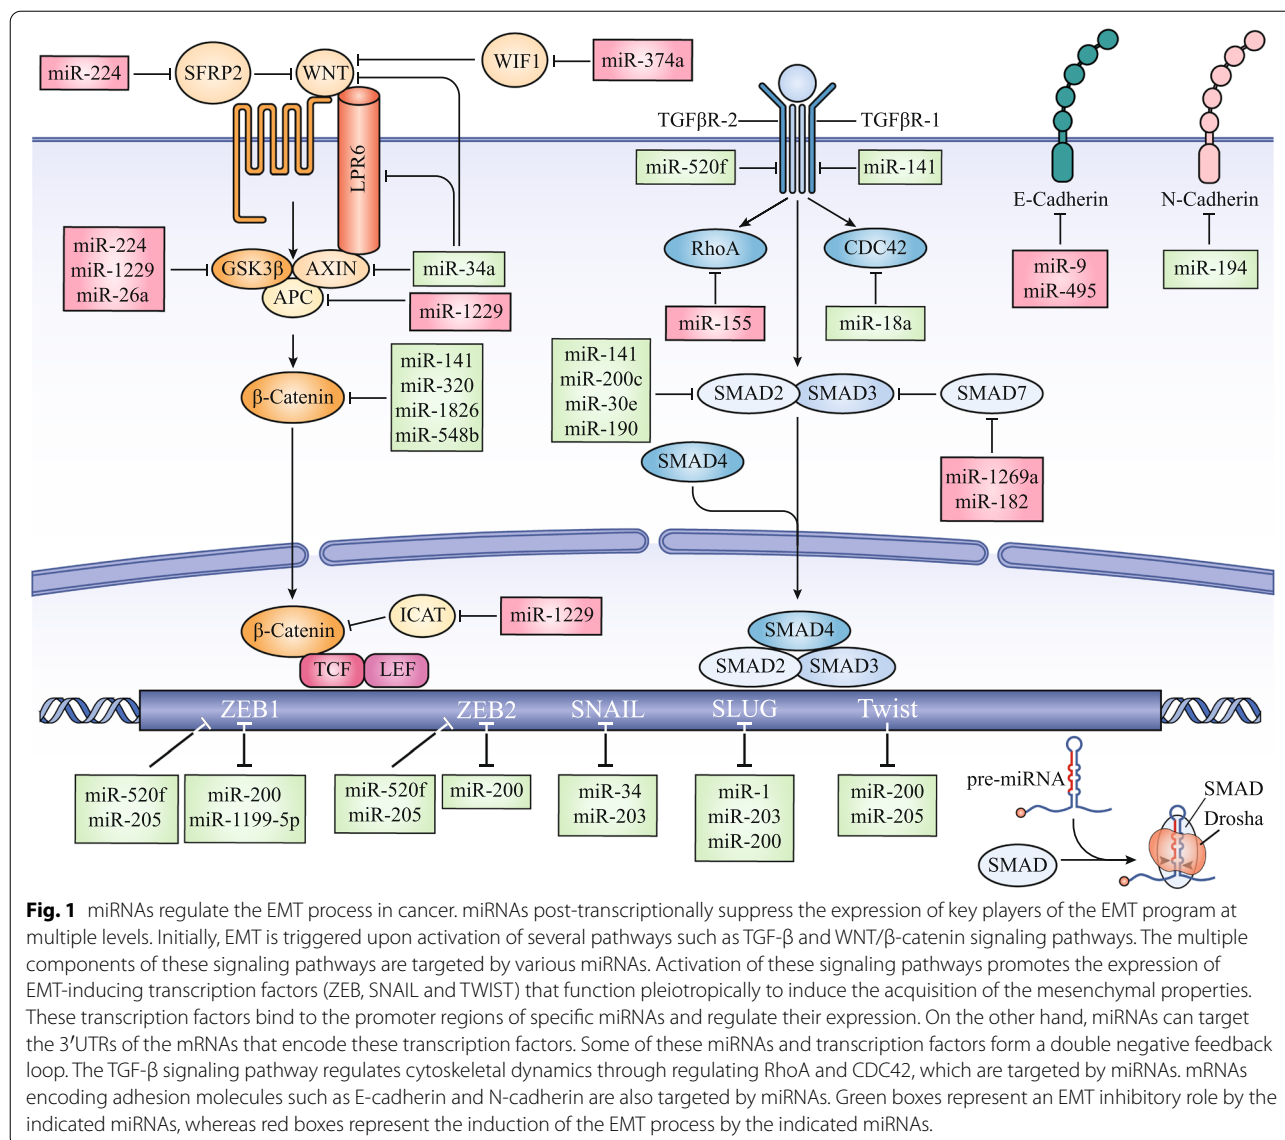 miR-224
SFRP2
WNT
WIF1
miR-374a
LPR6
TGFβR-2
TGFβR-1
miR-520f
miR-141
E-Cadherin
N-Cadherin
miR-9
miR-495
miR-194
miR-224
miR-1229
miR-26a
GSK3β
AXIN
APC
miR-34a
miR-1229
RhoA
CDC42
miR-155
miR-18a
β-Catenin
miR-141
miR-320
miR-1826
miR-548b
miR-141
miR-200c
miR-30e
miR-190
SMAD2
SMAD3
SMAD7
SMAD4
miR-1269a
miR-182
β-Catenin
ICAT
miR-1229
TCF
LEF
SMAD4
SMAD2
SMAD3
ZEB1
ZEB2
SNAIL
SLUG
Twist
miR-520f
miR-205
miR-200
miR-1199-5p
miR-520f
miR-205
miR-200
miR-34
miR-203
miR-1
miR-203
miR-200
miR-200
miR-205
pre-miRNA
SMAD
SMAD
Drosha
Fig. 1 miRNAs regulate the EMT process in cancer. miRNAs post-transcriptionally suppress the expression of key players of the EMT program at
multiple levels. Initially, EMT is triggered upon activation of several pathways such as TGF-β and WNT/β-catenin signaling pathways. The multiple
components of these signaling pathways are targeted by various miRNAs. Activation of these signaling pathways promotes the expression of
EMT-inducing transcription factors (ZEB, SNAIL and TWIST) that function pleiotropically to induce the acquisition of the mesenchymal properties.
These transcription factors bind to the promoter regions of specific miRNAs and regulate their expression. On the other hand, miRNAs can target
the 3′UTRs of the mRNAs that encode these transcription factors. Some of these miRNAs and transcription factors form a double negative feedback
loop. The TGF-β signaling pathway regulates cytoskeletal dynamics through regulating RhoA and CDC42, which are targeted by miRNAs. mRNAs
encoding adhesion molecules such as E-cadherin and N-cadherin are also targeted by miRNAs. Green boxes represent an EMT inhibitory role by the
indicated miRNAs, whereas red boxes represent the induction of the EMT process by the indicated miRNAs.